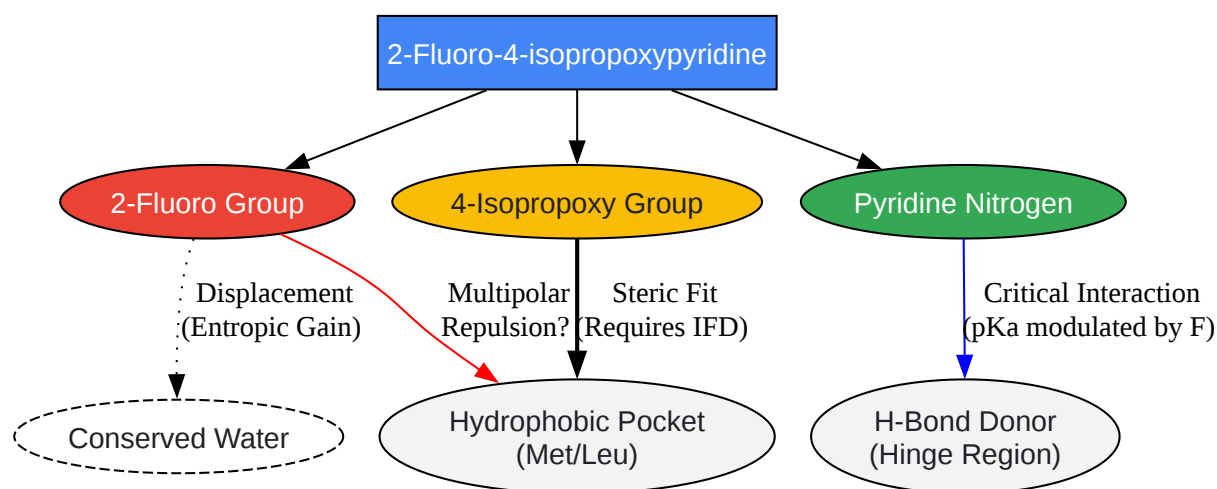 2-Fluoro-4-isopropoxypyridine
2-Fluoro Group
4-Isopropoxy Group
Pyridine Nitrogen
Displacement
(Entropic Gain)
Multipolar
Repulsion?
Steric Fit
(Requires IFD)
Critical Interaction
(pKa modulated by F)
Conserved Water
Hydrophobic Pocket
(Met/Leu)
H-Bond Donor
(Hinge Region)